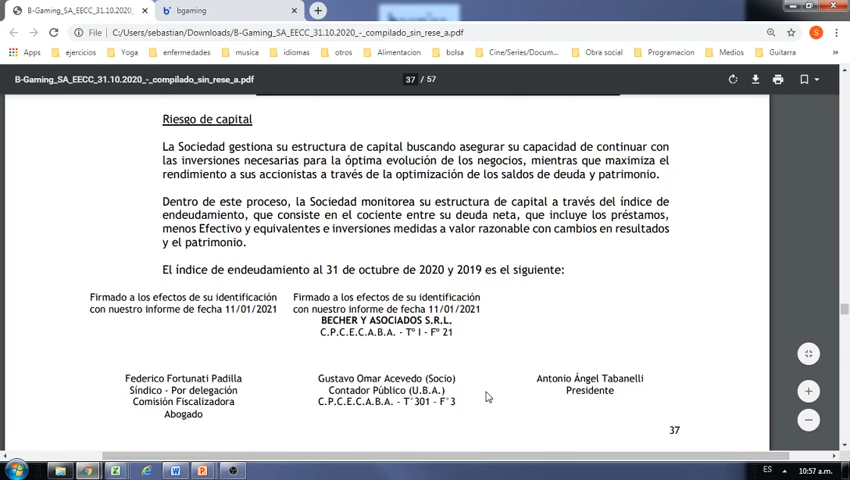 B-Gaming_SA_EECC_31.10.2020_
bgaming
File
C:/Users/sebastian/Downloads/B-Gaming_SA_EECC_31.10.2020_-_compilado_sin_rese_a.pdf
Apps ejercicios Yoga enfermedades musica idiomas otros Alimentacion bolsa Cine/Series/Docum... Obra social Programacion Medios Guitarra
B-Gaming_SA_EECC_31.10.2020_-_compilado_sin_rese_a.pdf
37 / 57
Riesgo de capital
La Sociedad gestiona su estructura de capital buscando asegurar su capacidad de continuar con
las inversiones necesarias para la óptima evolución de los negocios, mientras que maximiza el
rendimiento a sus accionistas a través de la optimización de los saldos de deuda y patrimonio.
Dentro de este proceso, la Sociedad monitorea su estructura de capital a través del índice de
endeudamiento, que consiste en el cociente entre su deuda neta, que incluye los préstamos,
menos Efectivo y equivalentes e inversiones medidas a valor razonable con cambios en resultados
y el patrimonio.
El índice de endeudamiento al 31 de octubre de 2020 y 2019 es el siguiente:
Firmado a los efectos de su identificación
con nuestro informe de fecha 11/01/2021
Firmado a los efectos de su identificación
con nuestro informe de fecha 11/01/2021
BECHER Y ASOCIADOS S.R.L.
C.P.C.E.C.A.B.A. - Tº I - Fº 21
Federico Fortunati Padilla
Síndico - Por delegación
Comisión Fiscalizadora
Abogado
Gustavo Omar Acevedo (Socio)
Contador Público (U.B.A.)
C.P.C.E.C.A.B.A. - T°301 - F°3
Antonio Ángel Tabanelli
Presidente
37
ES
10:57 a.m.